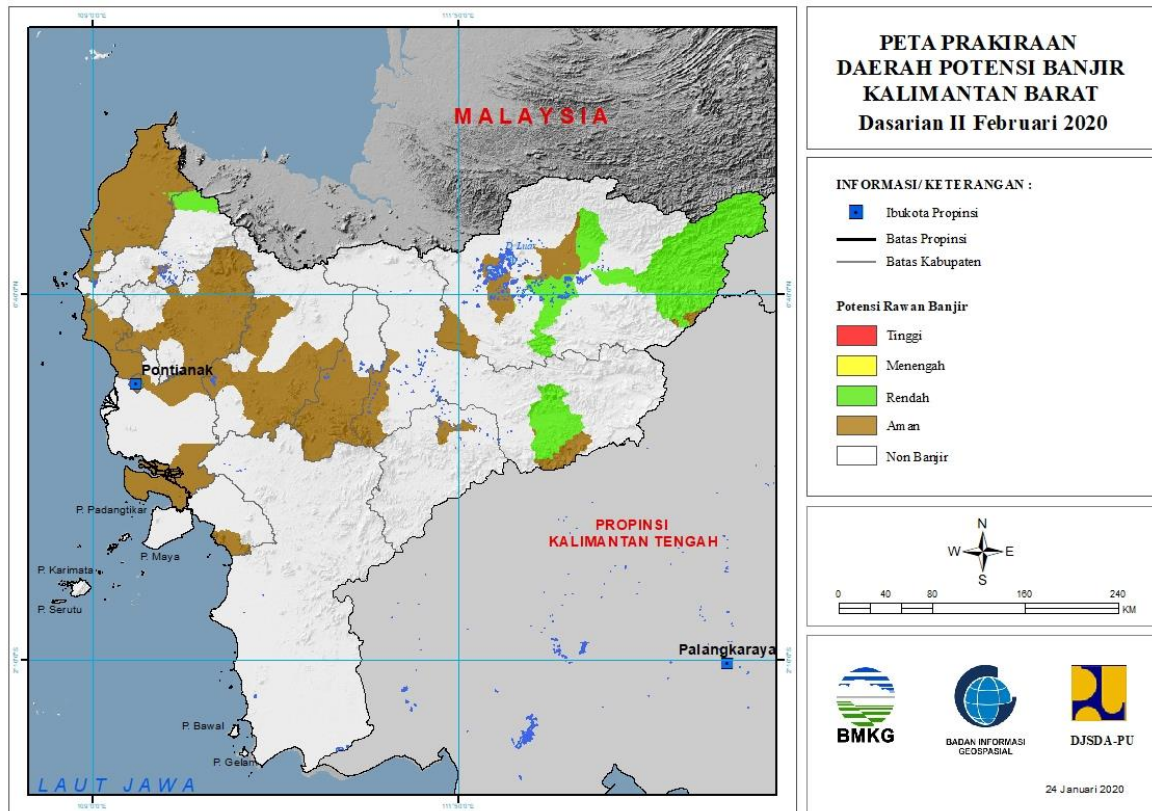 PETA PRAKIRAAN
DAERAH POTENSI BANJIR
KALIMANTAN BARAT
Dasarian II Februari 2020
INFORMASI/ KETERANGAN :
Ibukota Propinsi
Batas Propinsi
Batas Kabupaten
Potensi Rawan Banjir
Tinggi
Menengah
Rendah
Aman
Non Banjir
N
W E
S
0 40 80 160 240
KM
BMKG
BADAN INFORMASI
GEOSPASIAL
DJSDA-PU
24 Januari 2020
MALAYSIA
Pontianak
P. Padangtikar
P. Maya
P. Karimata
P. Serutu
PROPINSI
KALIMANTAN TENGAH
Palangkaraya
P. Bawal
P. Gelam
LAUT JAWA